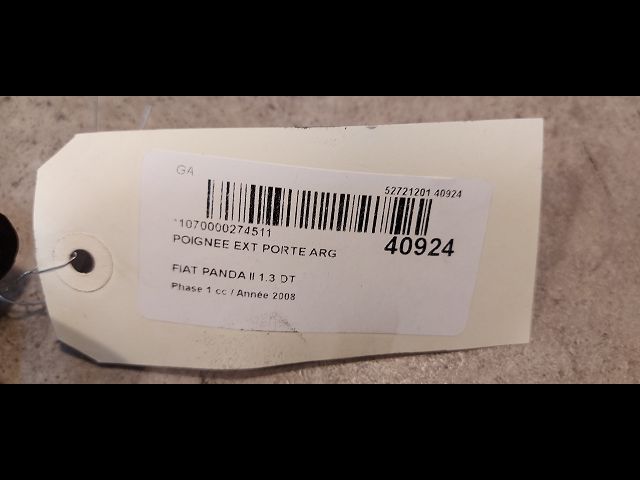 GA
52721201 40924
*1070000274511
POIGNEE EXT PORTE ARG
40924
FIAT PANDA II 1.3 DT
Phase 1 cc / Année 2008